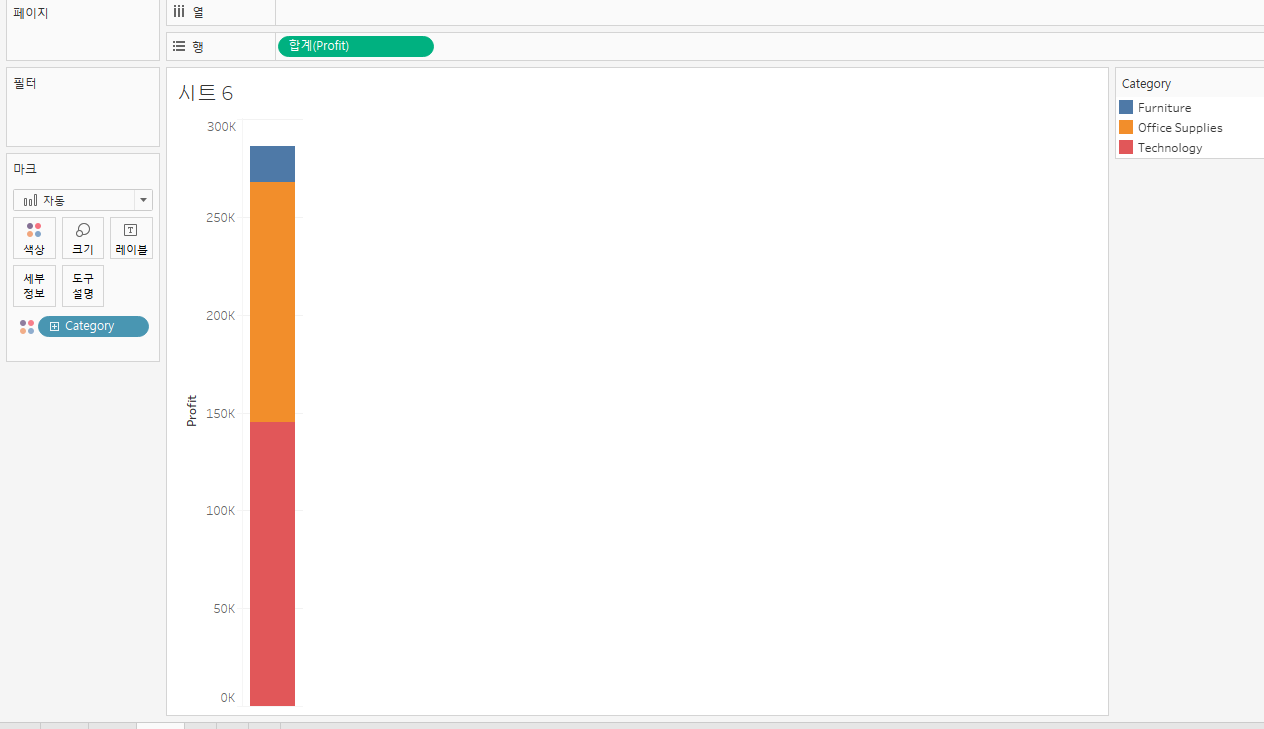 페이지
열
행
합계(Profit)
필터
마크
자동
색상
크기
레이블
세부
정보
도구
설명
Category
시트 6
300K
250K
200K
150K
100K
50K
0K
Profit
Category
Furniture
Office Supplies
Technology